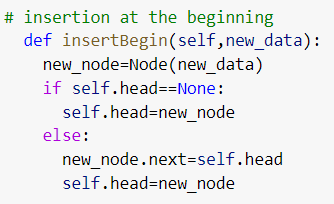 # insertion at the beginning
  def insertBegin(self,new_data):
    new_node=Node(new_data)
    if self.head==None:
      self.head=new_node
    else:
      new_node.next=self.head
      self.head=new_node